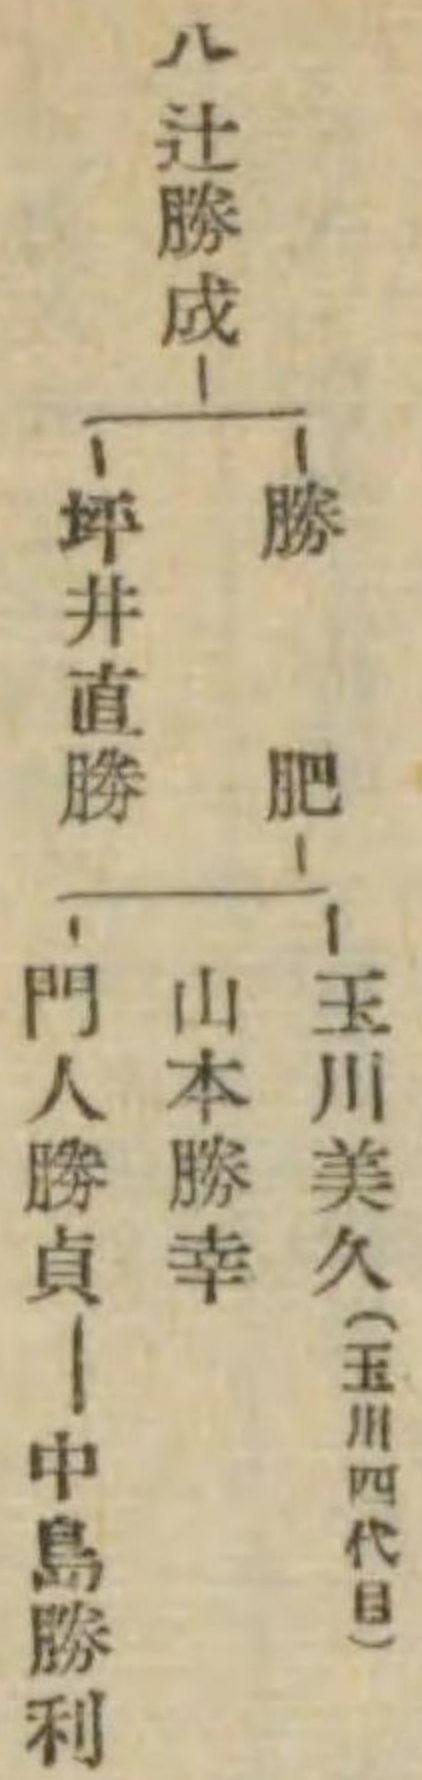 八辻勝成
勝肥
玉川美久(玉川四代目)
山本勝幸
門人勝貞
中島勝利
坪井直勝